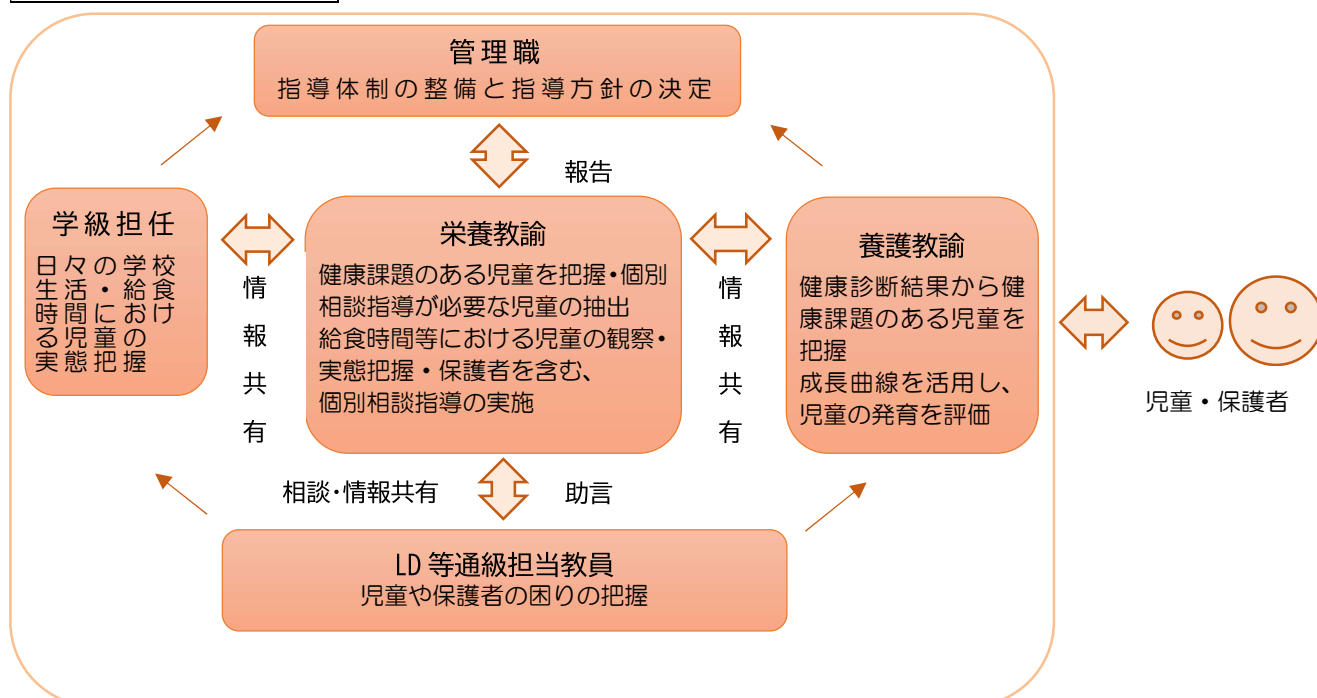 管理職
指導体制の整備と指導方針の決定
報告
学級担任
日々の学校
生活・給食
時間におけ
る児童の
実態把握
情
報
共
有
栄養教諭
健康課題のある児童を把握・個別
相談指導が必要な児童の抽出
給食時間等における児童の観察・
実態把握・保護者を含む、
個別相談指導の実施
情
報
共
有
養護教諭
健康診断結果から健
康課題のある児童を
把握
成長曲線を活用し、
児童の発育を評価
児童・保護者
相談・情報共有
助言
LD等通級担当教員
児童や保護者の困りの把握